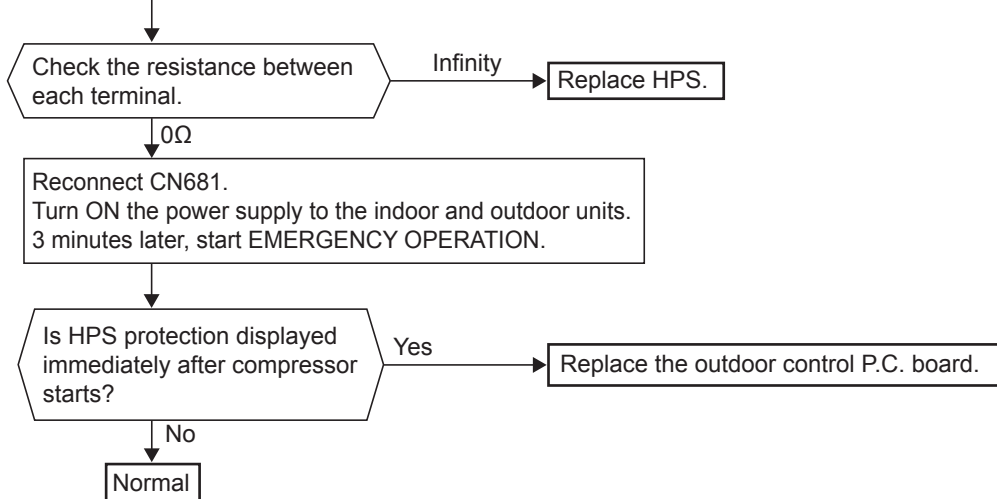 Check the resistance between
each terminal.
Infinity
Replace HPS.
0Ω
Reconnect CN681.
Turn ON the power supply to the indoor and outdoor units.
3 minutes later, start EMERGENCY OPERATION.
Is HPS protection displayed
immediately after compressor
starts?
Yes
Replace the outdoor control P.C. board.
No
Normal